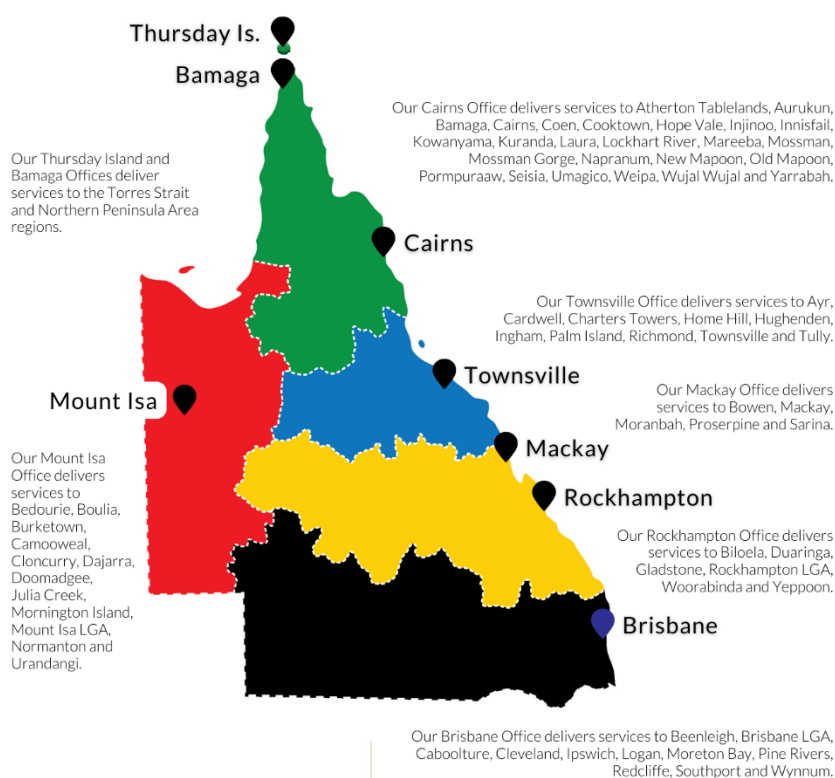 Thursday Is.
Bamaga
Our Cairns Office delivers services to Atherton Tablelands, Aurukun,
Bamaga, Cairns, Coen, Cooktown, Hope Vale, Injinoo, Innisfail,
Kowanyama, Kuranda, Laura, Lockhart River, Mareeba, Mossman,
Mossman Gorge, Napranum, New Mapoon, Old Mapoon,
Pormpuraaw, Seisia, Umagico, Weipa, Wujal Wujal and Yarrabah.
Our Thursday Island and
Bamaga Offices deliver
services to the Torres Strait
and Northern Peninsula Area
regions.
Cairns
Our Townsville Office delivers services to Ayr,
Cardwell, Charters Towers, Home Hill, Hughenden,
Ingham, Palm Island, Richmond, Townsville and Tully.
Townsville
Mount Isa
Our Mackay Office delivers
services to Bowen, Mackay,
Moranbah, Proserpine and Sarina.
Mackay
Our Mount Isa
Office delivers
services to
Bedourie, Boulia,
Burketown,
Camooweal,
Cloncurry, Dajarra,
Doomadgee,
Julia Creek,
Mornington Island,
Mount Isa LGA,
Normanton and
Urandangi.
Rockhampton
Our Rockhampton Office delivers
services to Biloela, Duaringa,
Gladstone, Rockhampton LGA,
Woorabinda and Yeppoon.
Brisbane
Our Brisbane Office delivers services to Beenleigh, Brisbane LGA,
Caboolture, Cleveland, Ipswich, Logan, Moreton Bay, Pine Rivers,
Redcliffe, Southport and Wynnum.